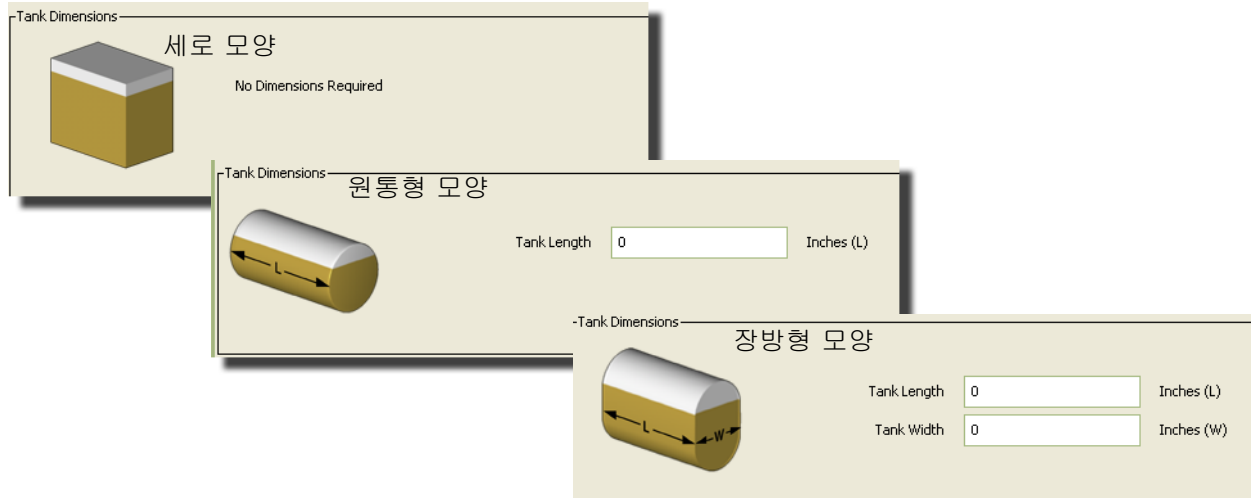 Tank Dimensions
세로 모양
No Dimensions Required
Tank Dimensions
원통형 모양
Tank Length 0 Inches (L)
L
Tank Dimensions
장방형 모양
Tank Length 0 Inches (L)
L W
Tank Width 0 Inches (W)